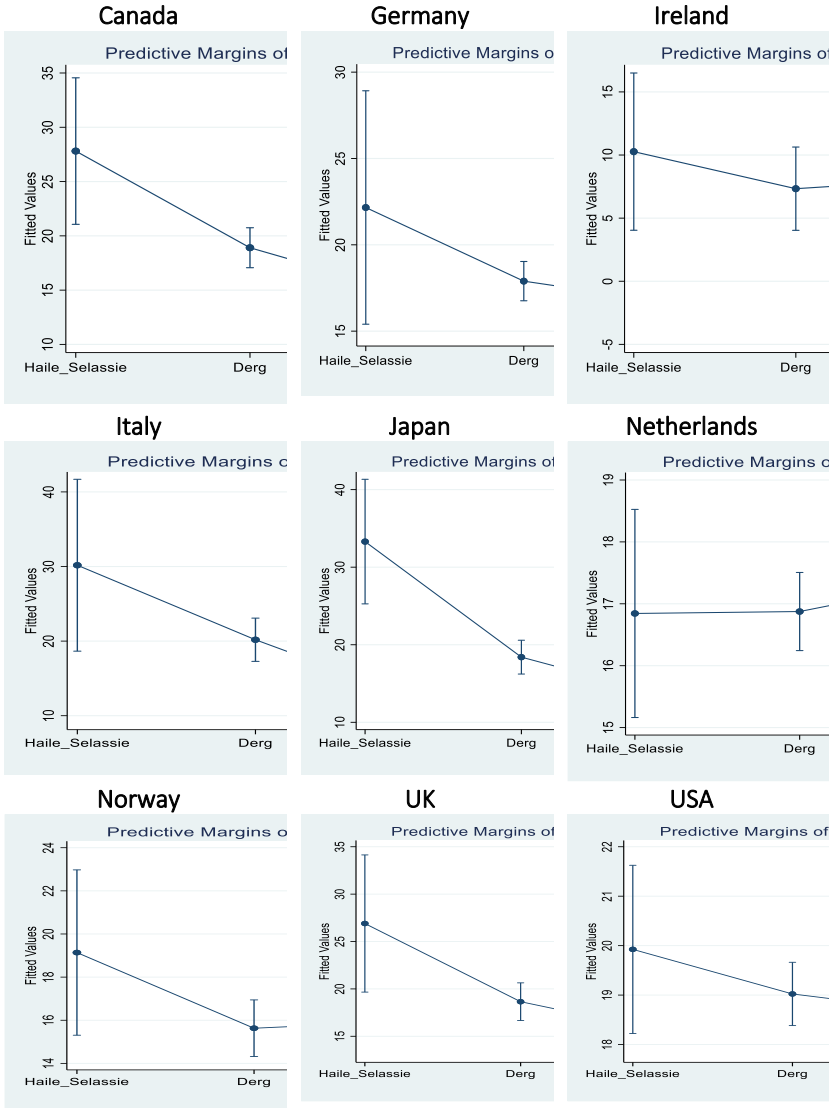 Canada
Predictive Margins of
Fitted Values
35
30
25
20
15
10
Haile_Selassie Derg
Germany
Predictive Margins o
Fitted Values
30
25
20
15
Haile_Selassie Derg
Ireland
Predictive Margins of
Fitted Values
15
10
5
0
-5
Haile_Selassie Derg
Italy
Predictive Margins o
Fitted Values
40
30
20
10
Haile_Selassie Derg
Japan
Predictive Margins of
Fitted Values
40
30
20
10
Haile_Selassie Derg
Netherlands
Predictive Margins o
Fitted Values
19
18
17
16
15
Haile_Selassie Derg
Norway
Predictive Margins o
Fitted Values
24
22
20
18
16
14
Haile_Selassie Derg
UK
Predictive Margins of
Fitted Values
35
30
25
20
15
Haile_Selassie Derg
USA
Predictive Margins of
Fitted Values
22
21
20
19
18
Haile_Selassie Derg